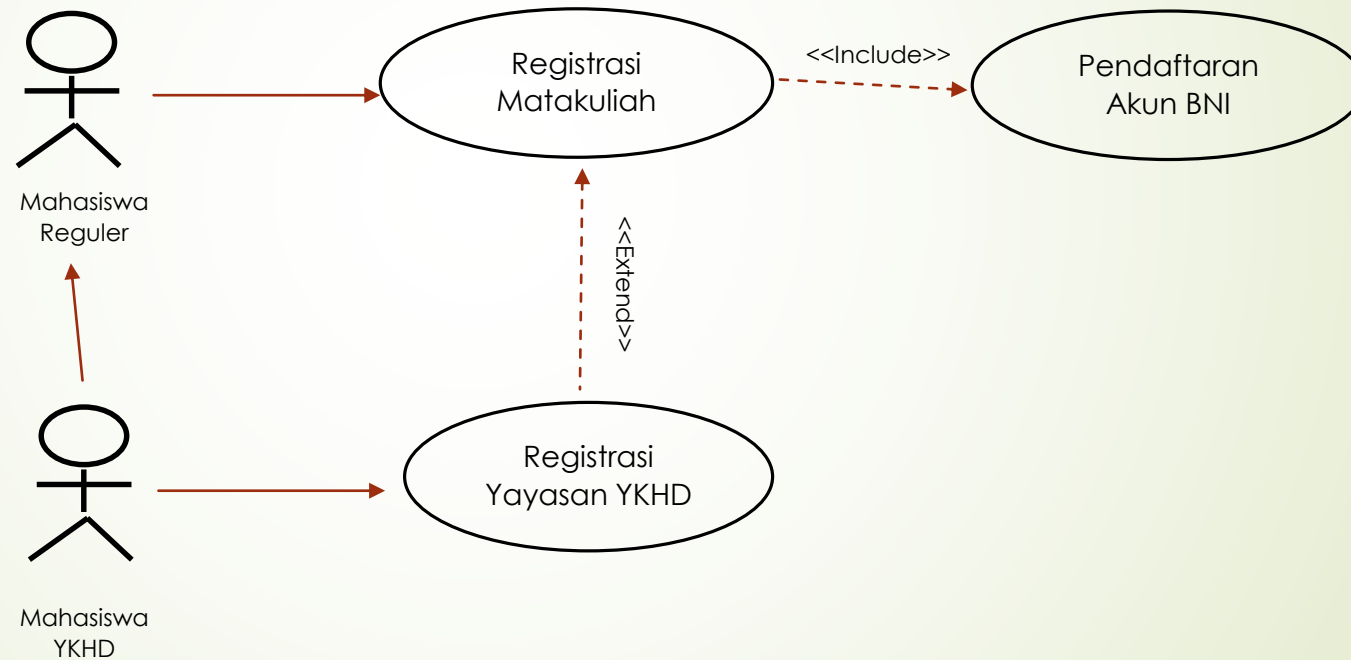 Registrasi
Matakuliah
<<Include>>
Pendaftaran
Akun BNI
Mahasiswa
Reguler
<<Extend>>
Registrasi
Yayasan YKHD
Mahasiswa
YKHD